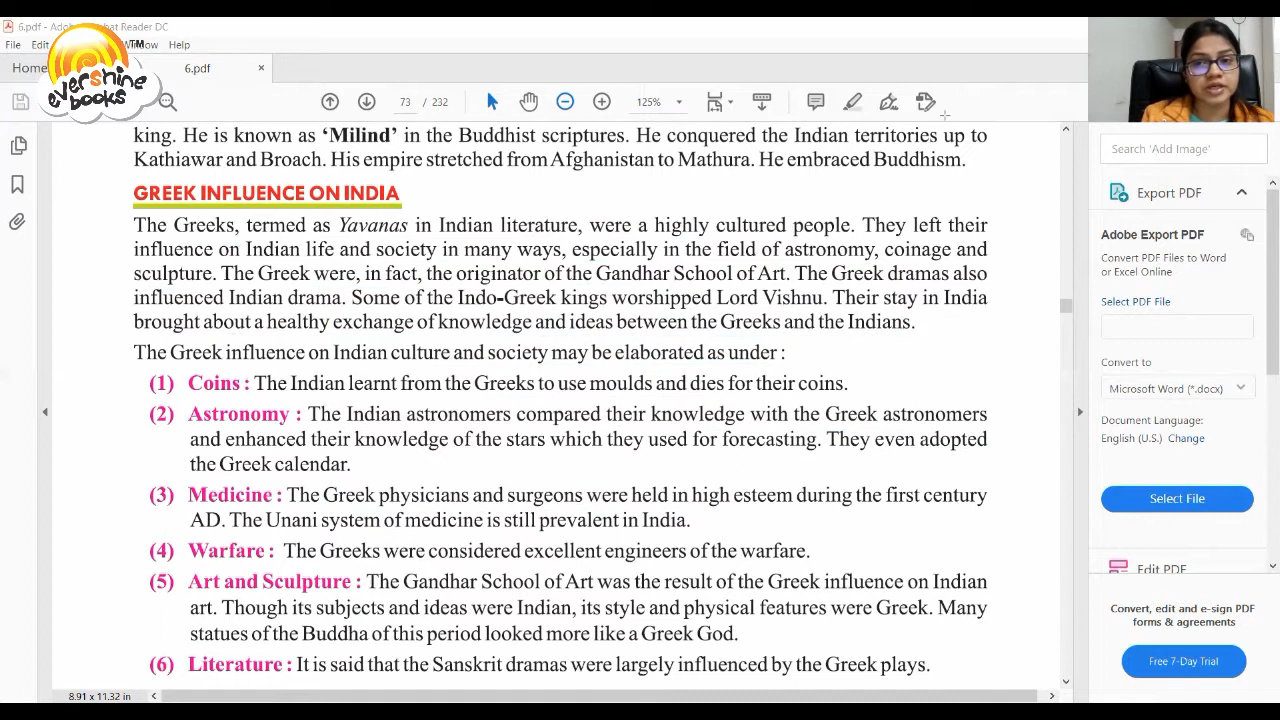 6.pdf - Adobe Acrobat Reader DC
File Edit Window Help
Home 6.pdf ×
evershine books TM
73 / 232 125%
king. He is known as ‘Milind’ in the Buddhist scriptures. He conquered the Indian territories up to
Kathiawar and Broach. His empire stretched from Afghanistan to Mathura. He embraced Buddhism.
GREEK INFLUENCE ON INDIA
The Greeks, termed as Yavanas in Indian literature, were a highly cultured people. They left their
influence on Indian life and society in many ways, especially in the field of astronomy, coinage and
sculpture. The Greek were, in fact, the originator of the Gandhar School of Art. The Greek dramas also
influenced Indian drama. Some of the Indo-Greek kings worshipped Lord Vishnu. Their stay in India
brought about a healthy exchange of knowledge and ideas between the Greeks and the Indians.
The Greek influence on Indian culture and society may be elaborated as under :
(1) Coins : The Indian learnt from the Greeks to use moulds and dies for their coins.
(2) Astronomy : The Indian astronomers compared their knowledge with the Greek astronomers
and enhanced their knowledge of the stars which they used for forecasting. They even adopted
the Greek calendar.
(3) Medicine : The Greek physicians and surgeons were held in high esteem during the first century
AD. The Unani system of medicine is still prevalent in India.
(4) Warfare : The Greeks were considered excellent engineers of the warfare.
(5) Art and Sculpture : The Gandhar School of Art was the result of the Greek influence on Indian
art. Though its subjects and ideas were Indian, its style and physical features were Greek. Many
statues of the Buddha of this period looked more like a Greek God.
(6) Literature : It is said that the Sanskrit dramas were largely influenced by the Greek plays.
8.91 x 11.32 in
Search 'Add Image'
Export PDF
Adobe Export PDF
Convert PDF Files to Word
or Excel Online
Select PDF File
Convert to
Microsoft Word (*.docx)
Document Language:
English (U.S.) Change
Select File
Edit PDF
Convert, edit and e-sign PDF
forms & agreements
Free 7-Day Trial